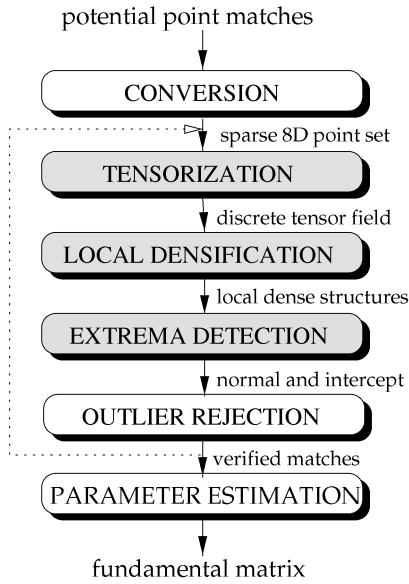 potential point matches
CONVERSION
sparse 8D point set
TENSORIZATION
discrete tensor field
LOCAL DENSIFICATION
local dense structures
EXTREMA DETECTION
normal and intercept
OUTLIER REJECTION
verified matches
PARAMETER ESTIMATION
fundamental matrix